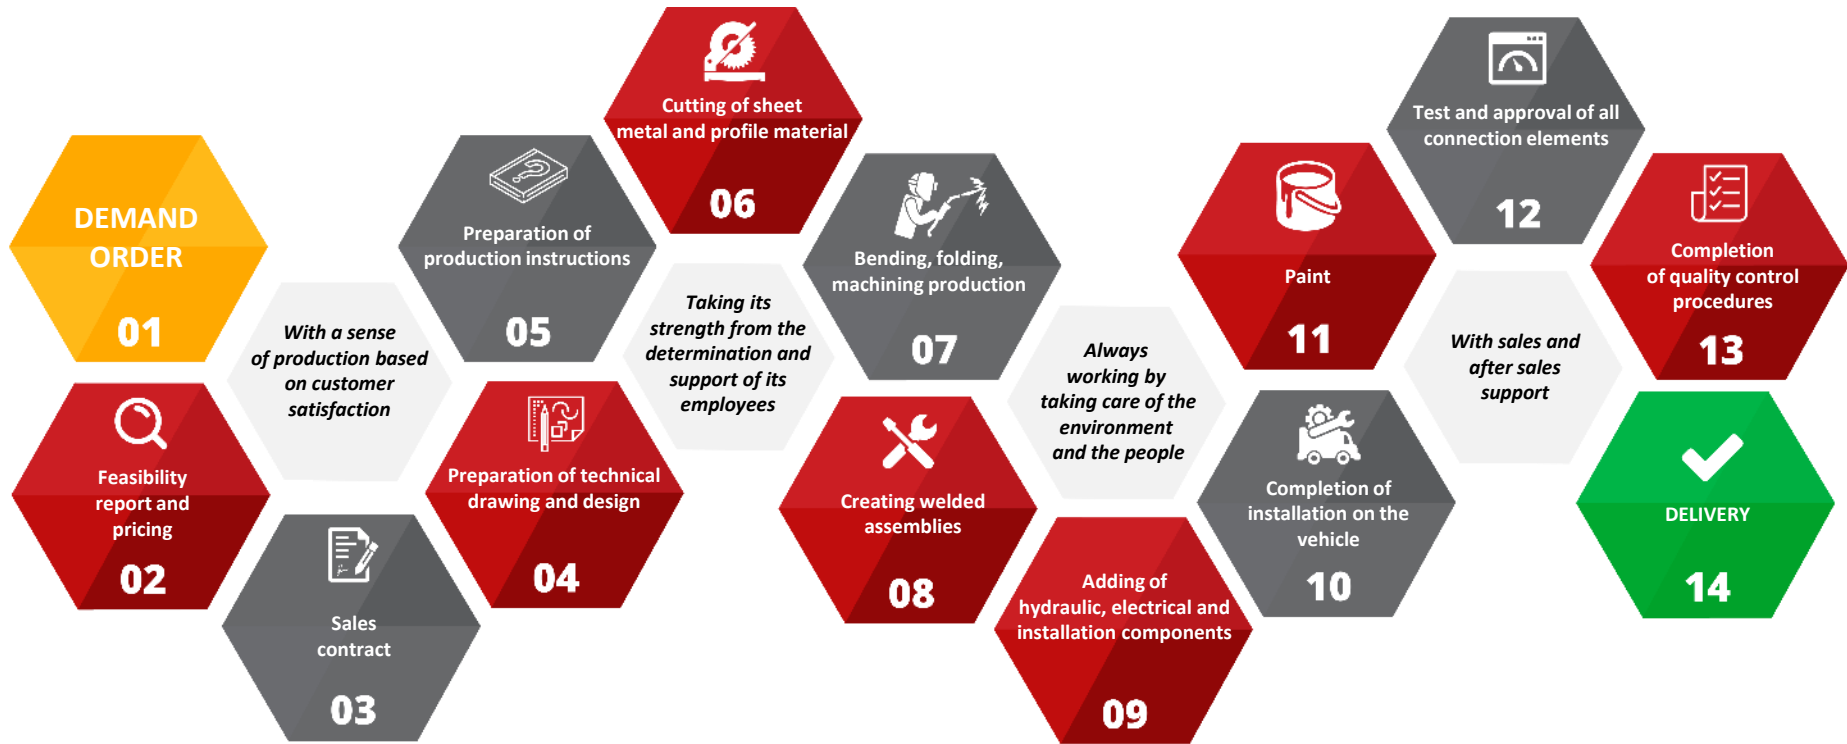 DEMAND
ORDER
01
Feasibility
report and
pricing
02
Sales
contract
03
Preparation of technical
drawing and design
04
Preparation of
production instructions
05
Cutting of sheet
metal and profile material
06
Bending, folding,
machining production
07
Creating welded
assemblies
08
Adding of
hydraulic, electrical and
installation components
09
Completion of
installation on the
vehicle
10
Paint
11
Test and approval of all
connection elements
12
Completion
of quality control
procedures
13
DELIVERY
14
With a sense
of production based
on customer
satisfaction
Taking its
strength from the
determination and
support of its
employees
Always
working by
taking care of the
environment
and the people
With sales and
after sales
support